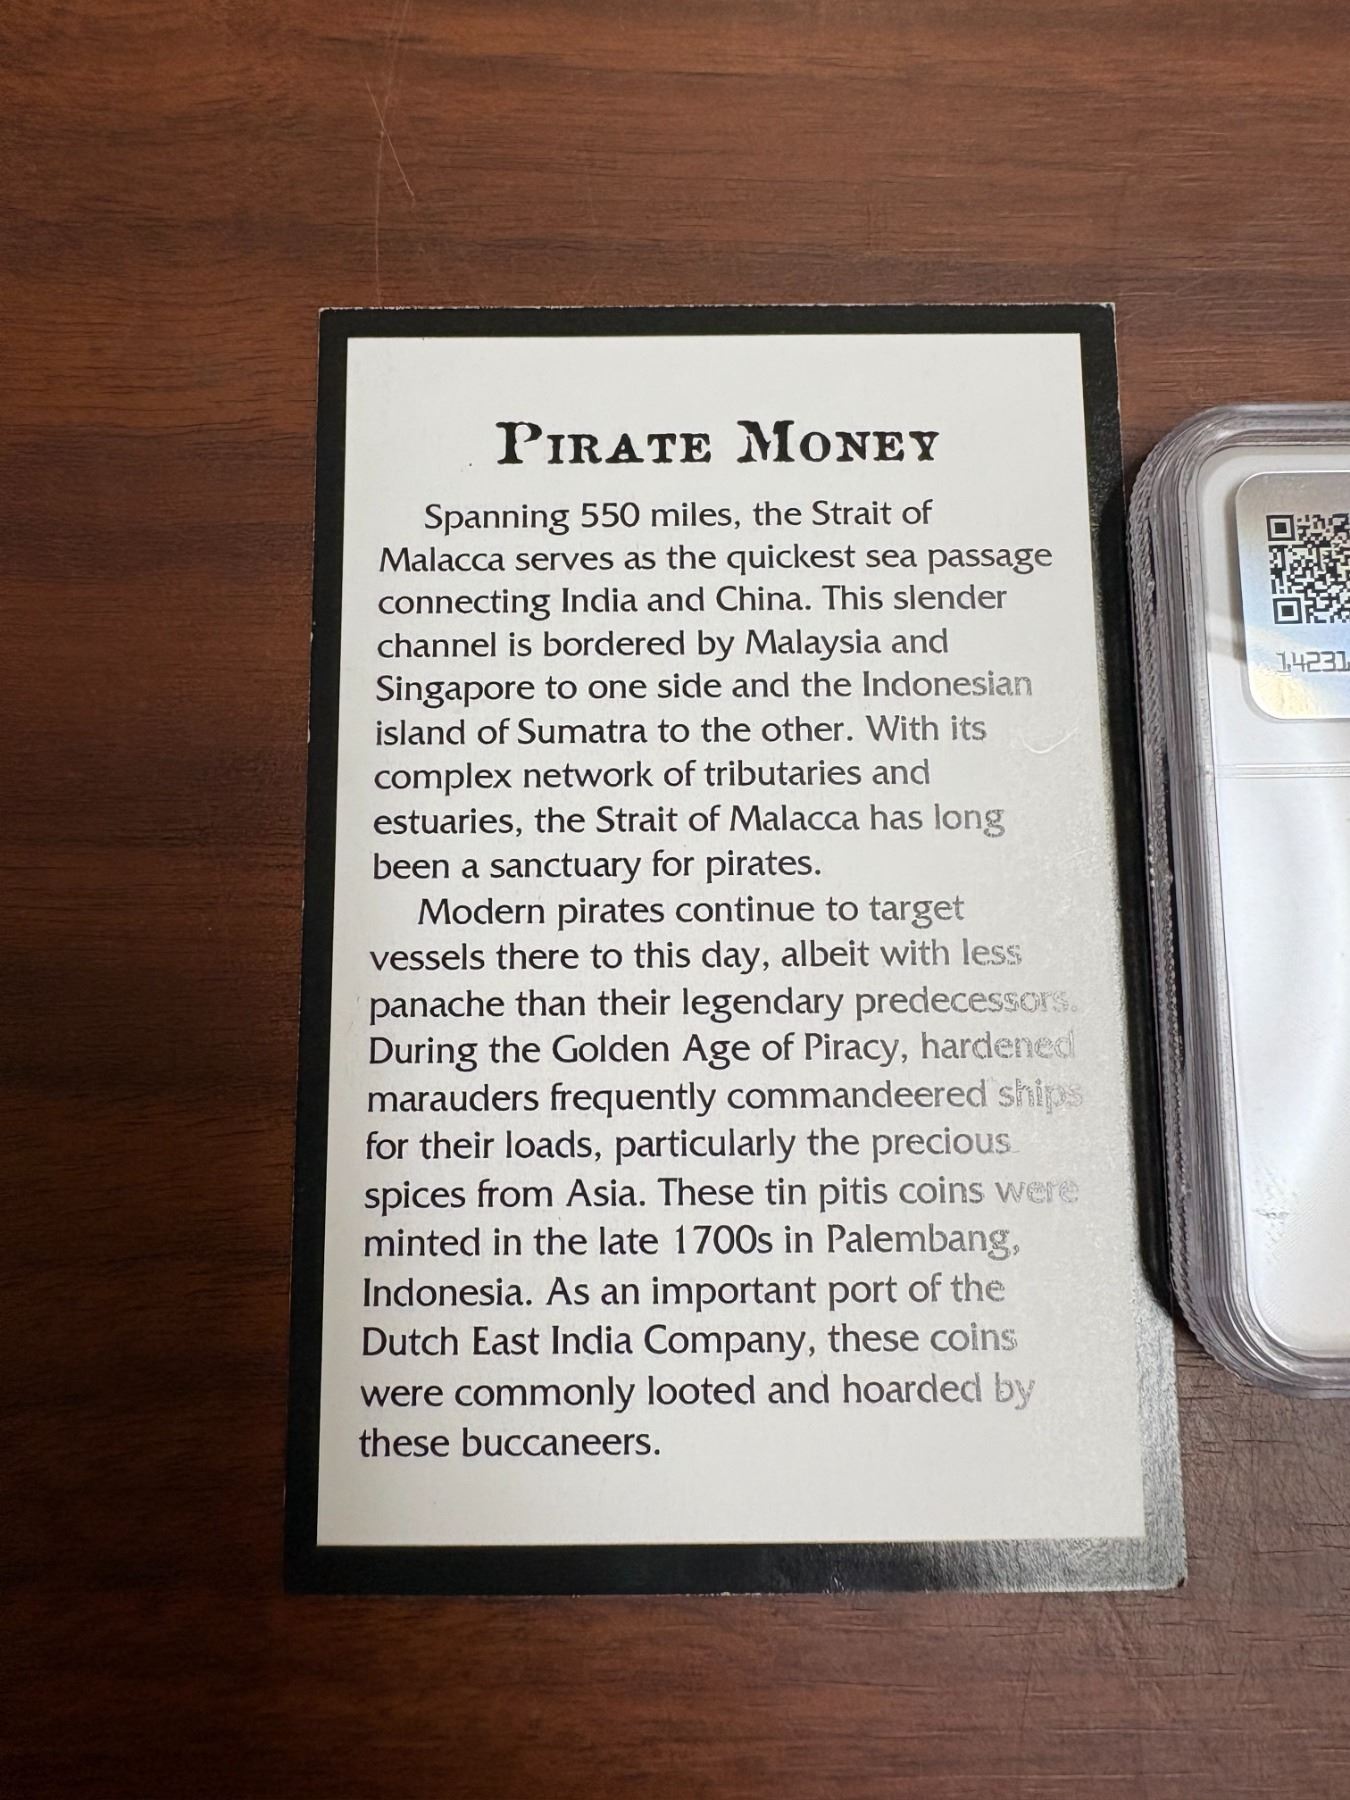 PIRATE MONEY
Spanning 550 miles, the Strait of
Malacca serves as the quickest sea passage
connecting India and China. This slender
channel is bordered by Malaysia and
Singapore to one side and the Indonesian
island of Sumatra to the other. With its
complex network of tributaries and
estuaries, the Strait of Malacca has long
been a sanctuary for pirates.
Modern pirates continue to target
vessels there to this day, albeit with less
panache than their legendary predecessors.
During the Golden Age of Piracy, hardened
marauders frequently commandeered ships
for their loads, particularly the precious
spices from Asia. These tin pitis coins were
minted in the late 1700s in Palembang,
Indonesia. As an important port of the
Dutch East India Company, these coins
were commonly looted and hoarded by
these buccaneers.
14231